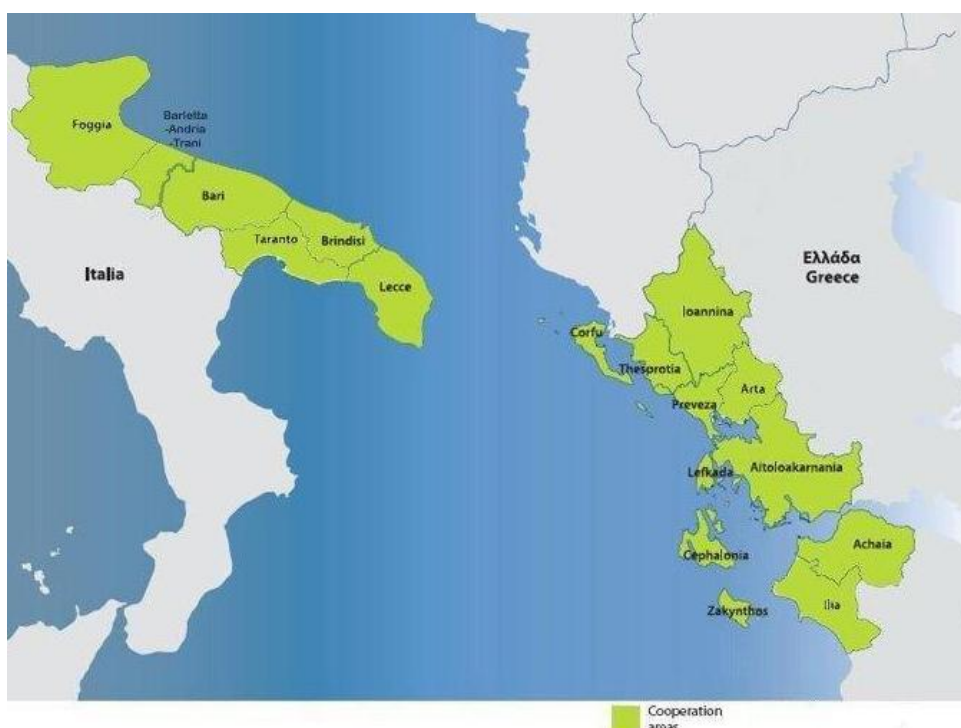 Foggia
Barletta
-Andria
-Trani
Bari
Taranto
Brindisi
Lecce
Italia
Ελλάδα
Greece
Ioannina
Corfu
Thesprotia
Arta
Preveza
Lefkada
Aitoloakarnania
Cephalonia
Achaia
Zakynthos
Ilia
Cooperation
areas